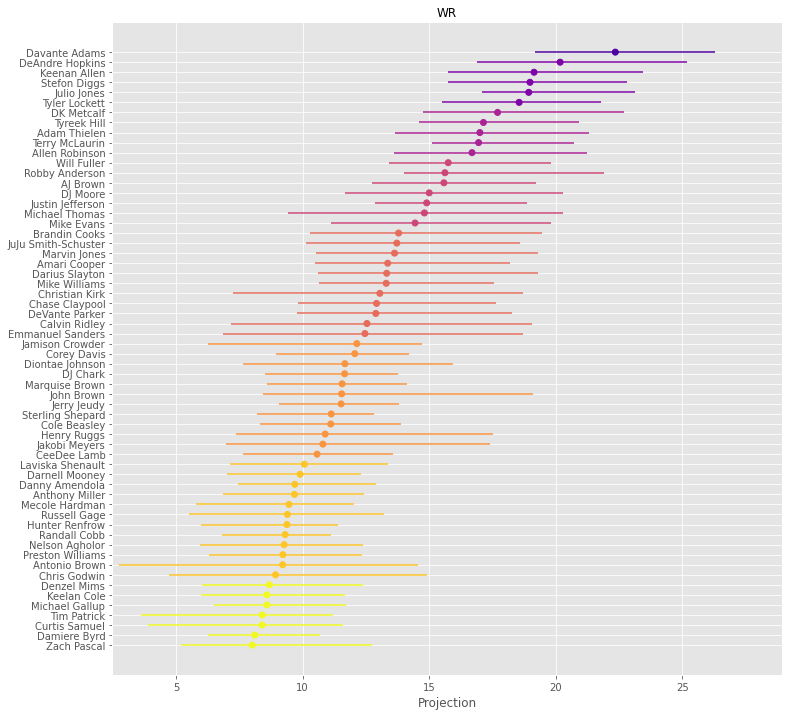 WR
Davante Adams
DeAndre Hopkins
Keenan Allen
Stefon Diggs
Julio Jones
Tyler Lockett
DK Metcalf
Tyreek Hill
Adam Thielen
Terry McLaurin
Allen Robinson
Will Fuller
Robby Anderson
AJ Brown
DJ Moore
Justin Jefferson
Michael Thomas
Mike Evans
Brandin Cooks
JuJu Smith-Schuster
Marvin Jones
Amari Cooper
Darius Slayton
Mike Williams
Christian Kirk
Chase Claypool
DeVante Parker
Calvin Ridley
Emmanuel Sanders
Jamison Crowder
Corey Davis
Diontae Johnson
DJ Chark
Marquise Brown
John Brown
Jerry Jeudy
Sterling Shepard
Cole Beasley
Henry Ruggs
Jakobi Meyers
CeeDee Lamb
Laviska Shenault
Darnell Mooney
Danny Amendola
Anthony Miller
Mecole Hardman
Russell Gage
Hunter Renfrow
Randall Cobb
Nelson Agholor
Preston Williams
Antonio Brown
Chris Godwin
Denzel Mims
Keelan Cole
Michael Gallup
Tim Patrick
Curtis Samuel
Damiere Byrd
Zach Pascal
5 10 15 20 25
Projection